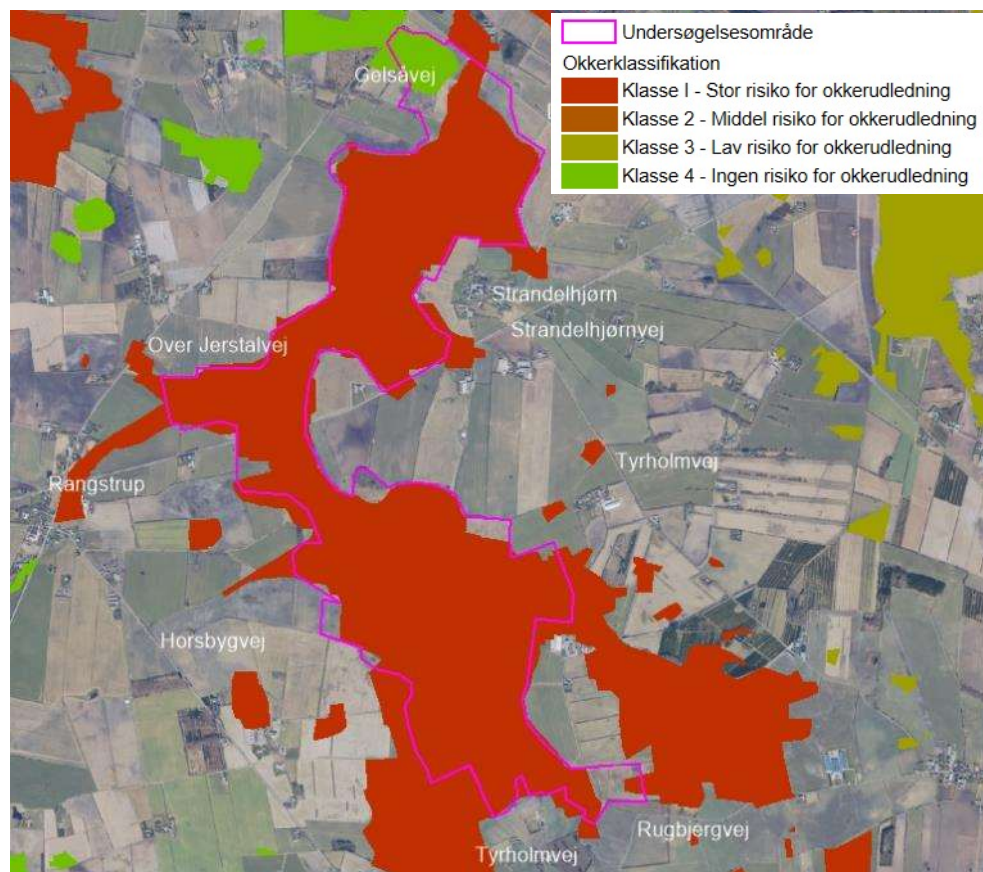 Undersøgelsesområde
Okkerklassifikation
Klasse I - Stor risiko for okkerudledning
Klasse 2 - Middel risiko for okkerudledning
Klasse 3 - Lav risiko for okkerudledning
Klasse 4 - Ingen risiko for okkerudledning
Gelsåvej
Strandelhjørn
Strandelhjørnvej
Over Jerstalvej
Tyrholmvej
Rangstrup
Horsbygvej
Rugbjergvej
Tyrholmvej